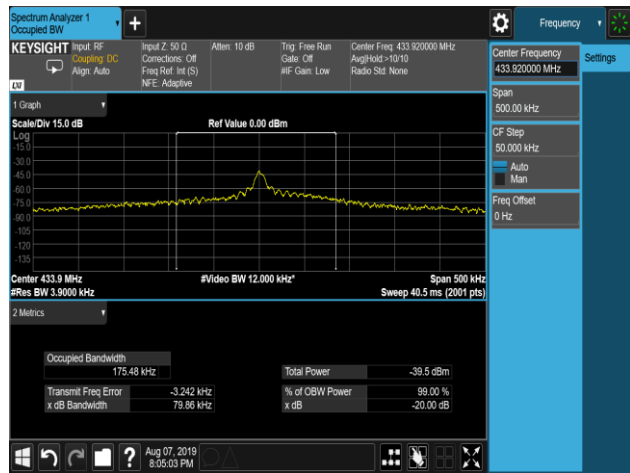 Spectrum Analyzer 1
Occupied BW
+
Frequency
KEYSIGHT
LXI
Input: RF
Coupling: DC
Align: Auto
Input Z: 50 Ω
Corrections: Off
Freq Ref: Int (S)
NFE: Adaptive
Atten: 10 dB
Trig: Free Run
Gate: Off
#IF Gain: Low
Center Freq: 433.920000 MHz
Avg|Hold:>10/10
Radio Std: None
Center Frequency
433.920000 MHz
Settings
Span
500.00 kHz
CF Step
50.000 kHz
Auto
Man
Freq Offset
0 Hz
1 Graph
Scale/Div 15.0 dB
Ref Value 0.00 dBm
Log
-15.0
-30.0
-45.0
-60.0
-75.0
-90.0
-105
-120
-135
Center 433.9 MHz
#Video BW 12.000 kHz*
Span 500 kHz
#Res BW 3.9000 kHz
Sweep 40.5 ms (2001 pts)
2 Metrics
Occupied Bandwidth
175.48 kHz
Total Power -39.5 dBm
Transmit Freq Error -3.242 kHz
% of OBW Power 99.00 %
x dB Bandwidth 79.86 kHz
x dB -20.00 dB
?
Aug 07, 2019
8:05:03 PM